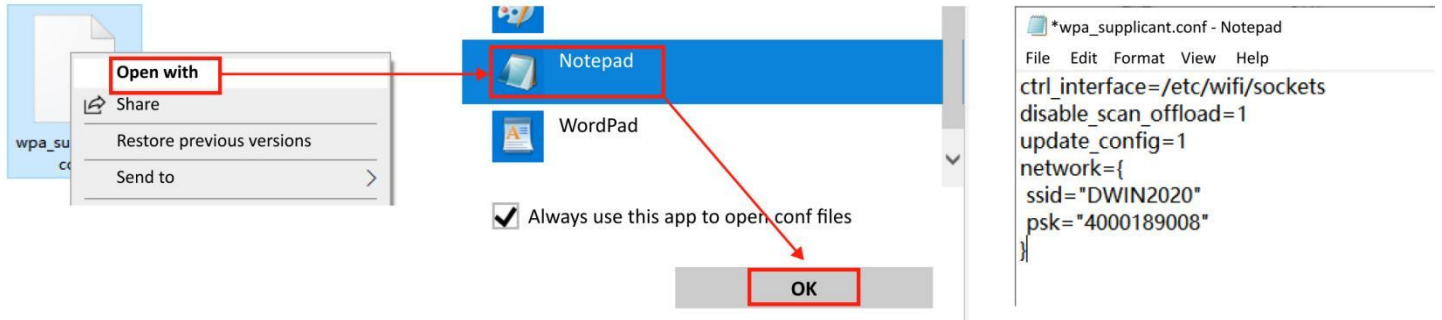 wpa_su
co
Open with
Share
Restore previous versions
Send to
Notepad
WordPad
Always use this app to open conf files
OK
*wpa_supplicant.conf - Notepad
File Edit Format View Help
ctrl_interface=/etc/wifi/sockets
disable_scan_offload=1
update_config=1
network={
ssid="DWIN2020"
psk="4000189008"
}